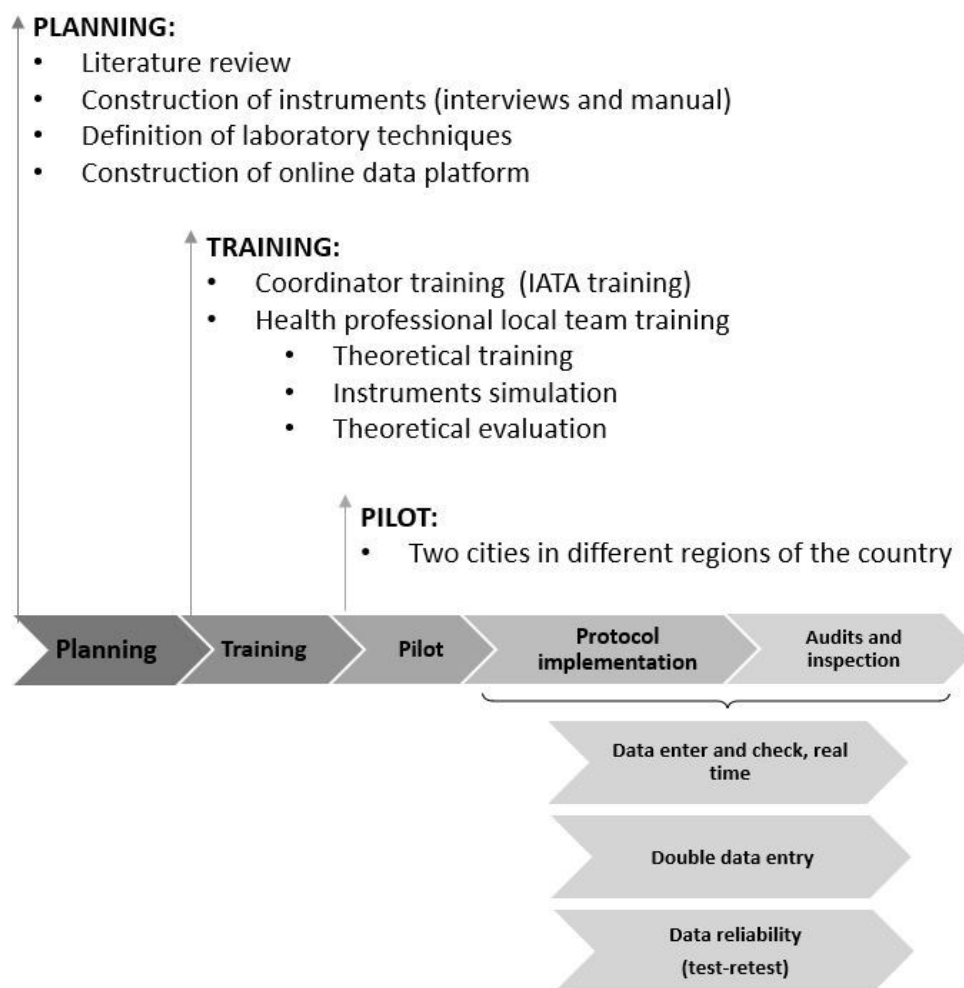 PLANNING:
• Literature review
• Construction of instruments (interviews and manual)
• Definition of laboratory techniques
• Construction of online data platform
TRAINING:
• Coordinator training (IATA training)
• Health professional local team training
• Theoretical training
• Instruments simulation
• Theoretical evaluation
PILOT:
• Two cities in different regions of the country
Planning
Training
Pilot
Protocol
implementation
Audits and
inspection
Data enter and check, real
time
Double data entry
Data reliability
(test-retest)